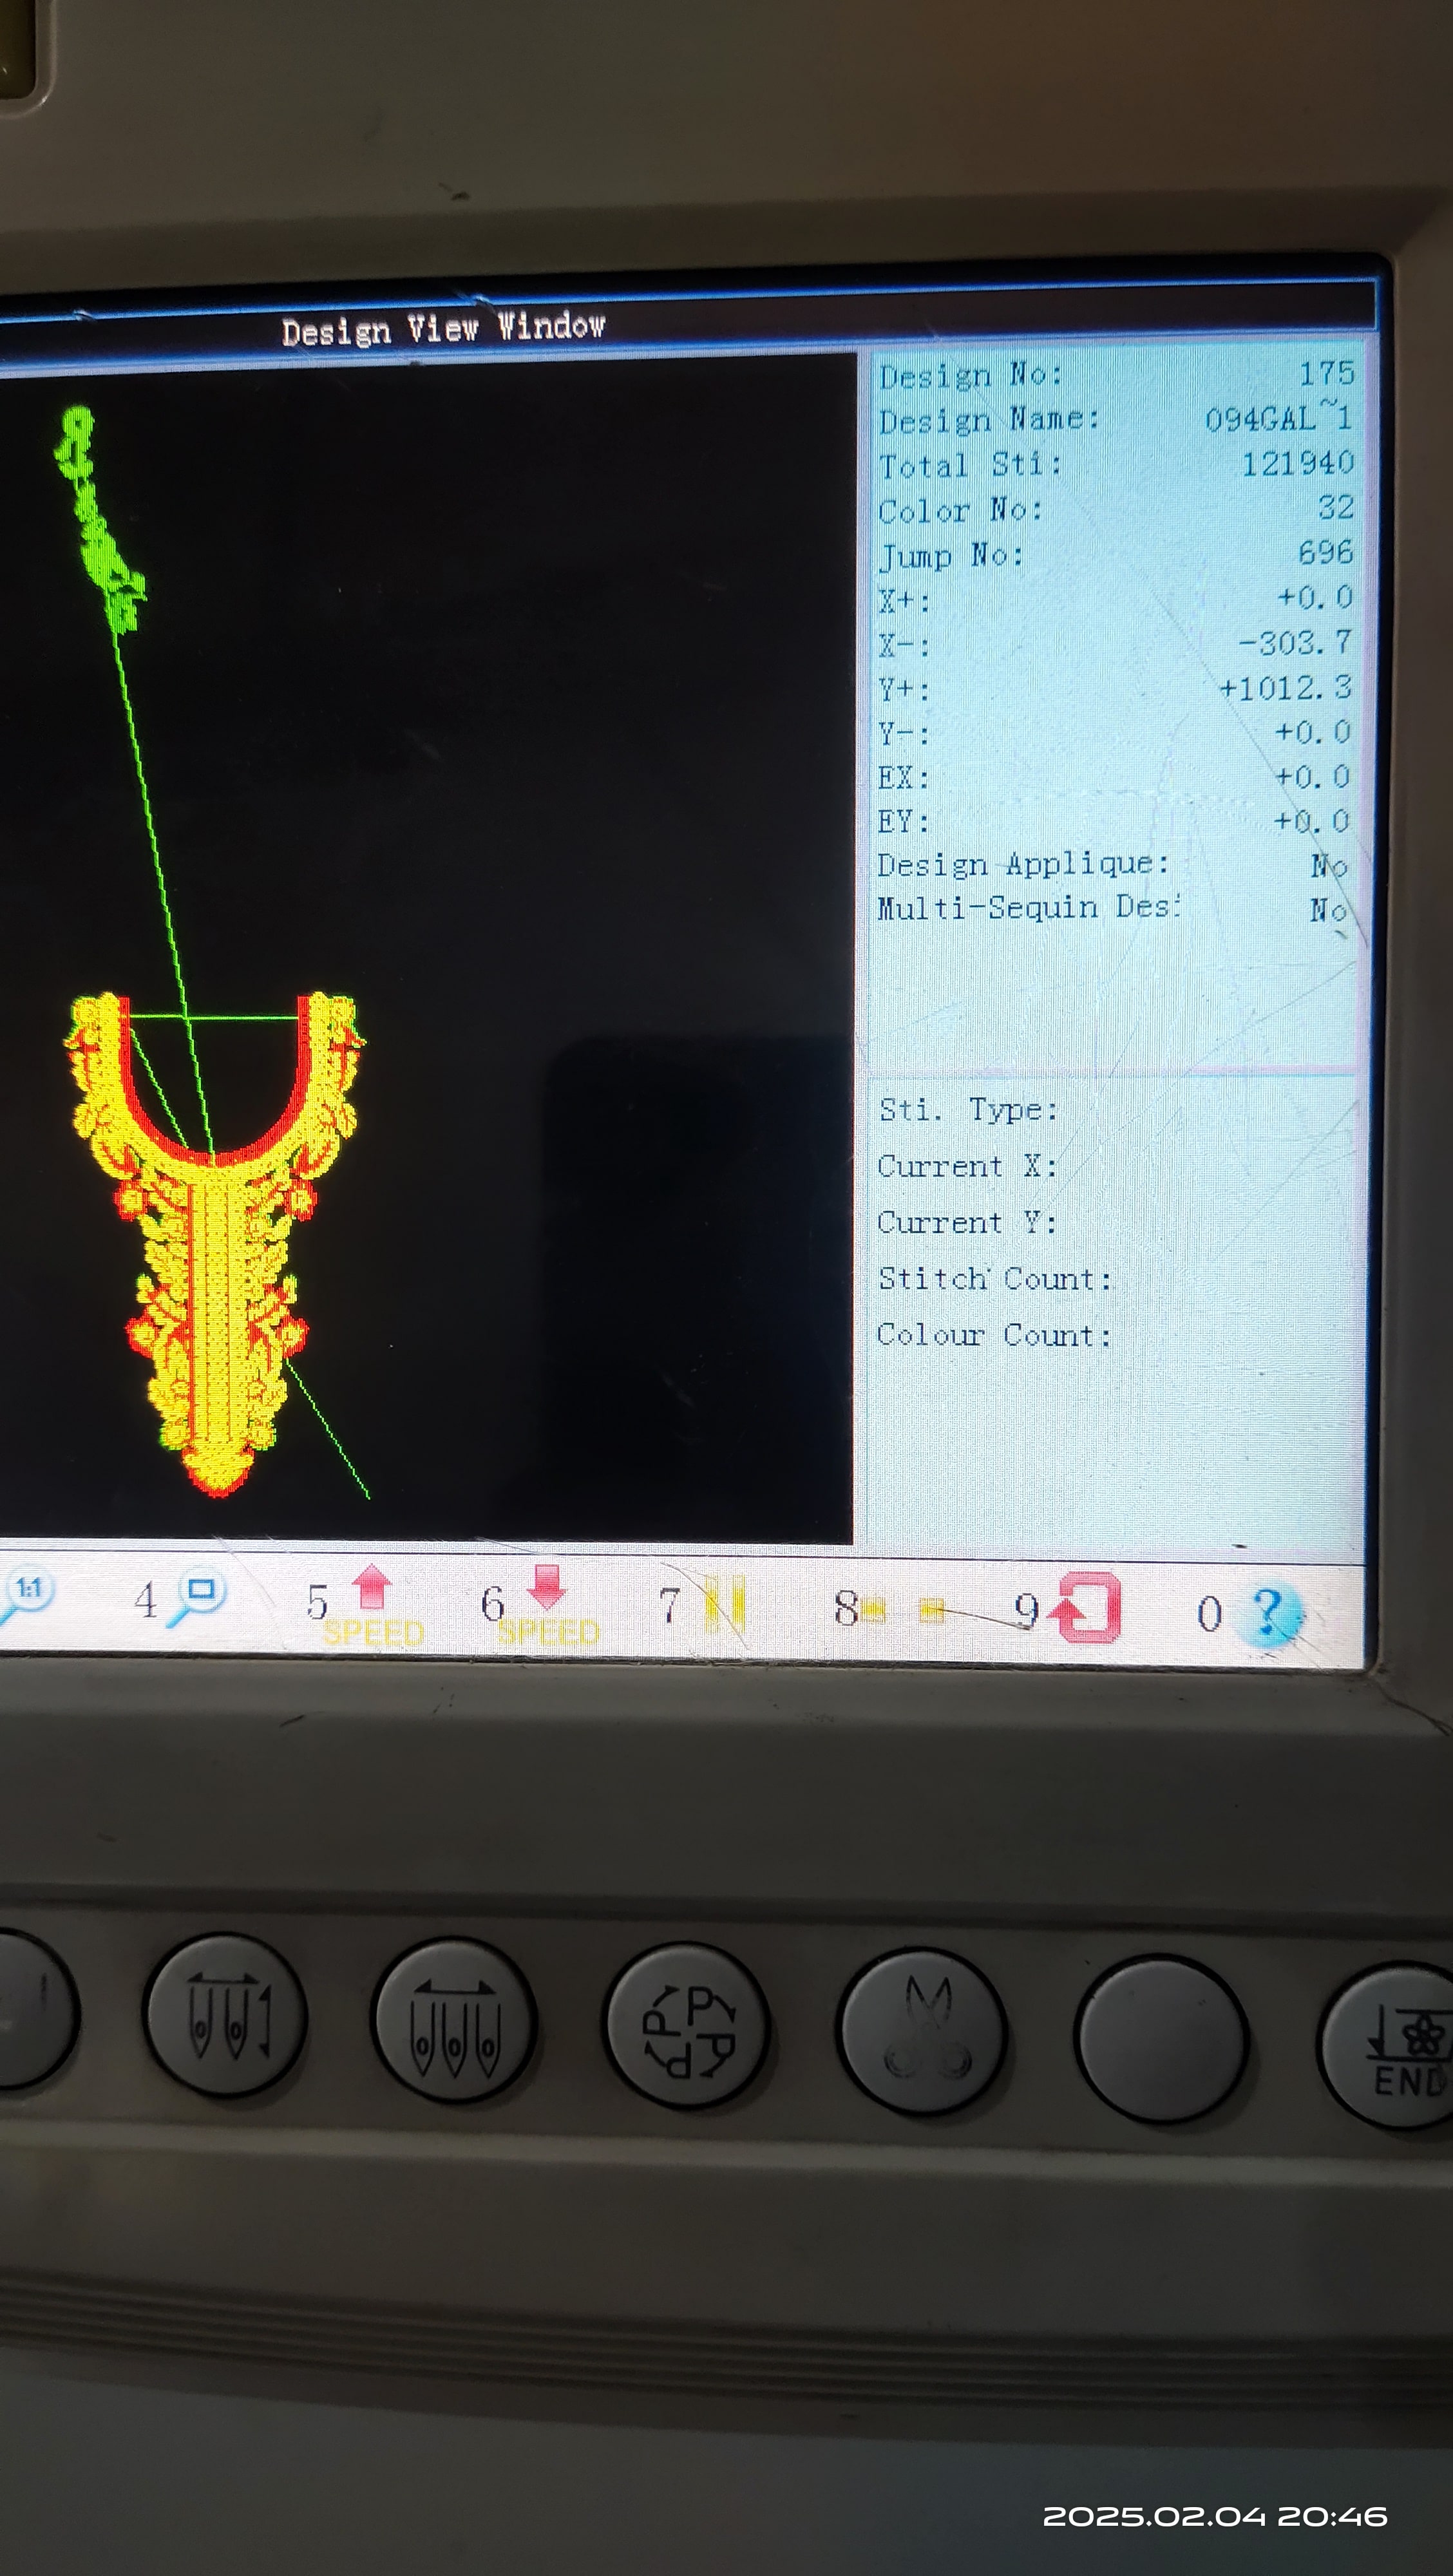 Design View Window
Design No: 175
Design Name: 094GAL~1
Total Sti: 121940
Color No: 32
Jump No: 696
X+: +0.0
X-: -303.7
Y+: +1012.3
Y-: +0.0
EX: +0.0
EY: +0.0
Design Applique: No
Multi-Sequin Des: No
Sti. Type:
Current X:
Current Y:
Stitch Count:
Colour Count:
1:1 4 5 SPEED 6 SPEED 7 8 9 0 ?
P P P P
END
2025.02.04 20:46